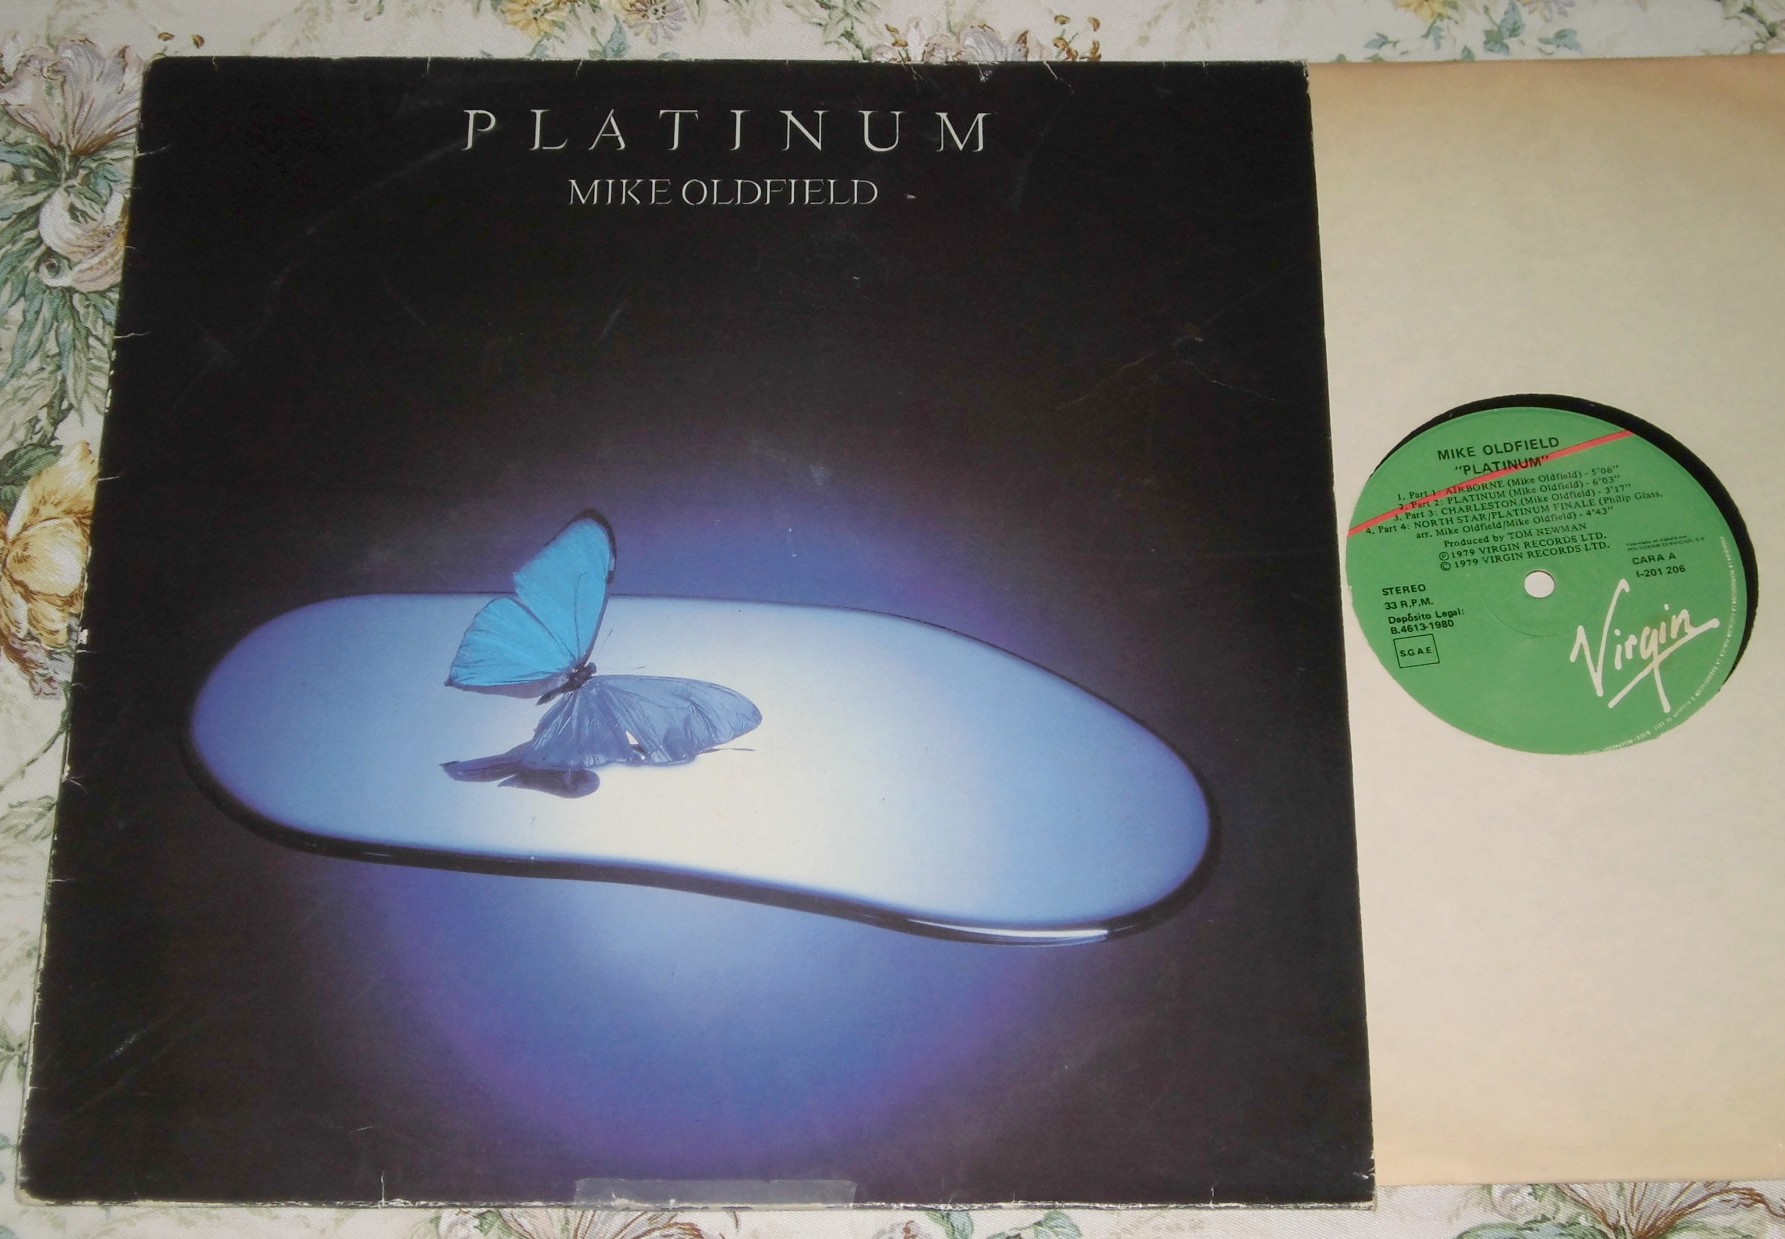 PLATINUM
MIKE OLDFIELD
MIKE OLDFIELD
"PLATINUM"
1. Part 1: AIRBORNE (Mike Oldfield) - 5'06"
2. Part 2: PLATINUM (Mike Oldfield) - 6'03"
3. Part 3: CHARLESTON (Mike Oldfield) - 3'17"
4. Part 4: NORTH STAR/PLATINUM FINALE (Philip Glass,
arr. Mike Oldfield/Mike Oldfield) - 4'43"
Produced by TOM NEWMAN
℗ 1979 VIRGIN RECORDS LTD.
© 1979 VIRGIN RECORDS LTD.
CARA A
I-201 206
STEREO
33 R.P.M.
Depósito Legal:
B.4613-1980
S.G.A.E
Virgin